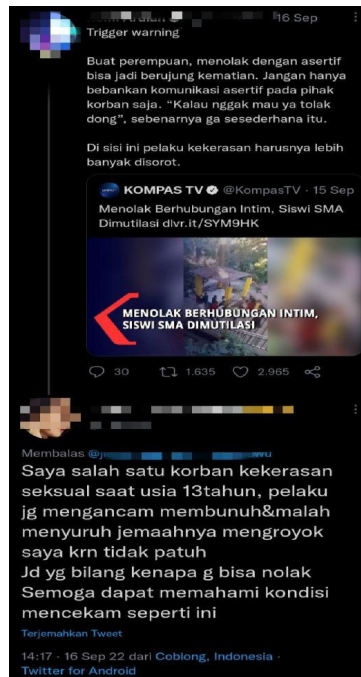 16 Sep
Trigger warning
Buat perempuan, menolak dengan asertif
bisa jadi berujung kematian. Jangan hanya
bebankan komunikasi asertif pada pihak
korban saja. “Kalau nggak mau ya tolak
dong”, sebenarnya ga sesederhana itu.
Di sisi ini pelaku kekerasan harusnya lebih
banyak disorot.
KOMPAS TV @KompasTV · 15 Sep
Menolak Berhubungan Intim, Siswi SMA
Dimutilasi dlvr.it/SYM9HK
MENOLAK BERHUBUNGAN INTIM,
SISWI SMA DIMUTILASI
30 1.635 2.965
Membalas
Saya salah satu korban kekerasan
seksual saat usia 13tahun, pelaku
jg mengancam membunuh&malah
menyuruh jemaahnya mengroyok
saya krn tidak patuh
Jd yg bilang kenapa g bisa nolak
Semoga dapat memahami kondisi
mencekam seperti ini
Terjemahkan Tweet
14:17 · 16 Sep 22 dari Coblong, Indonesia ·
Twitter for Android